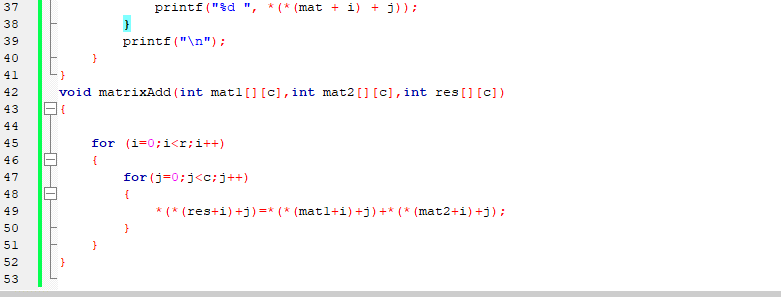 37 printf("%d ", *(*(mat + i) + j));
38 }
39 printf("\n");
40 }
41 }
42 void matrixAdd(int mat1[][c],int mat2[][c],int res[][c])
43 {
44
45 for (i=0;i<r;i++)
46 {
47 for(j=0;j<c;j++)
48 {
49 *(*(res+i)+j)=*(*(mat1+i)+j)+*(*(mat2+i)+j);
50 }
51 }
52 }
53